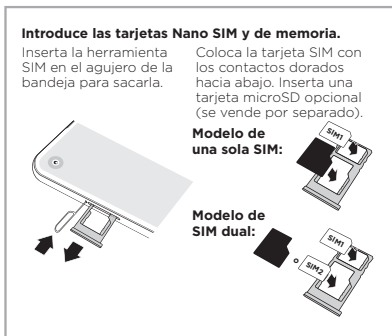 Introduce las tarjetas Nano SIM y de memoria.
Inserta la herramienta
SIM en el agujero de la
bandeja para sacarla.
Coloca la tarjeta SIM con
los contactos dorados
hacia abajo. Inserta una
tarjeta microSD opcional
(se vende por separado).
Modelo de
una sola SIM:
SIM1
Modelo de
SIM dual:
o
SIM1
SIM2